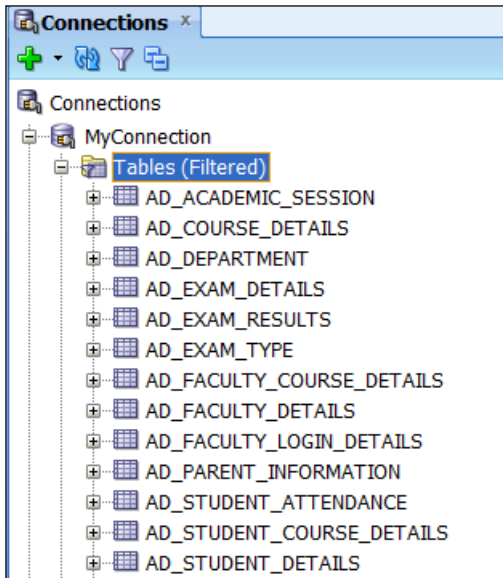 Connections
Connections
MyConnection
Tables (Filtered)
AD_ACADEMIC_SESSION
AD_COURSE_DETAILS
AD_DEPARTMENT
AD_EXAM_DETAILS
AD_EXAM_RESULTS
AD_EXAM_TYPE
AD_FACULTY_COURSE_DETAILS
AD_FACULTY_DETAILS
AD_FACULTY_LOGIN_DETAILS
AD_PARENT_INFORMATION
AD_STUDENT_ATTENDANCE
AD_STUDENT_COURSE_DETAILS
AD_STUDENT_DETAILS